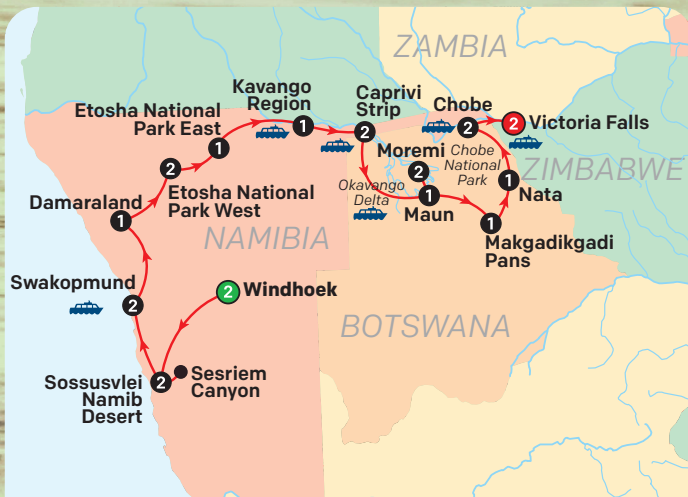 ZAMBIA
Kavango
Region
1
Caprivi
Strip
2
Chobe
2
2
Victoria Falls
Etosha National
Park East
1
Moremi
2
Chobe
National
Park
ZIMBABWE
2
Etosha National
Park West
Okavango
Delta
1
Maun
1
Nata
Damaraland
1
NAMIBIA
1
Makgadikgadi
Pans
Swakopmund
2
2
Windhoek
BOTSWANA
Sossusvlei
Namib
Desert
2
Sesriem
Canyon